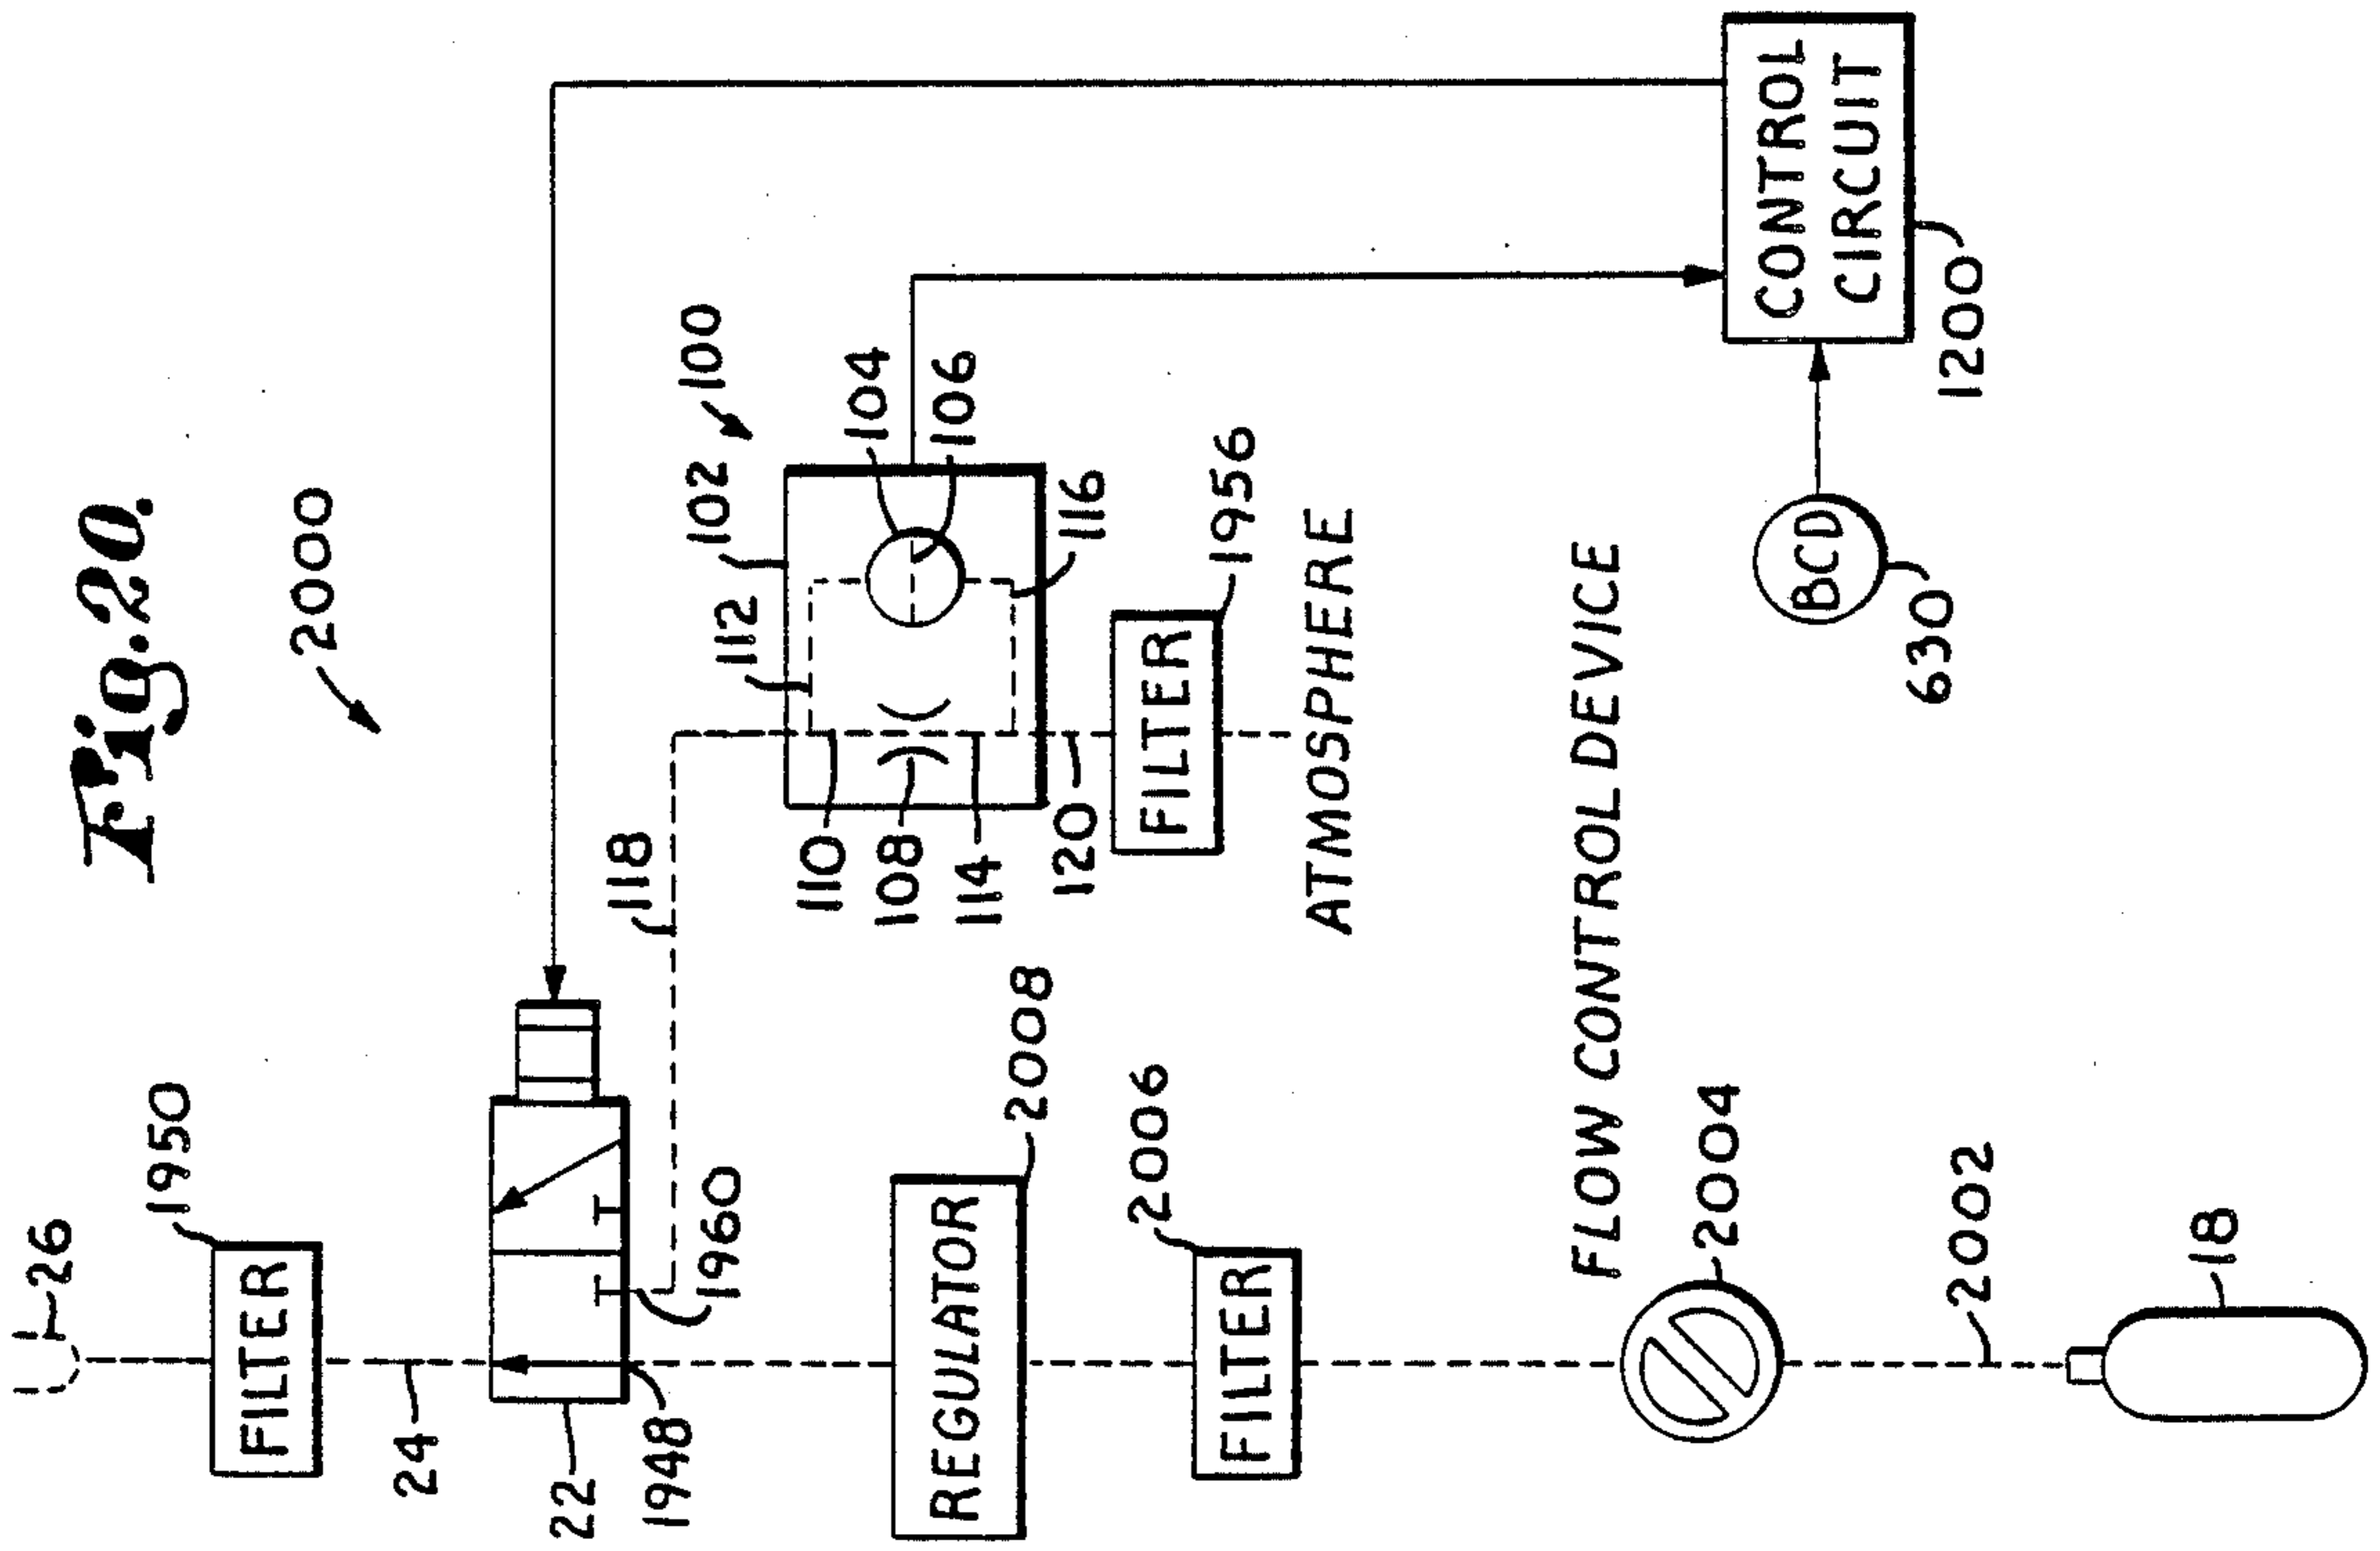 Fig. 20.
2000
26
1950
FILTER
24
22
1948
1960
118
112
102
100
104
106
116
110
108
114
120
1956
FILTER
ATMOSPHERE
REGULATOR
2008
2006
FILTER
FLOW CONTROL DEVICE
2004
2002
18
BCD
630
CONTROL
CIRCUIT
1200